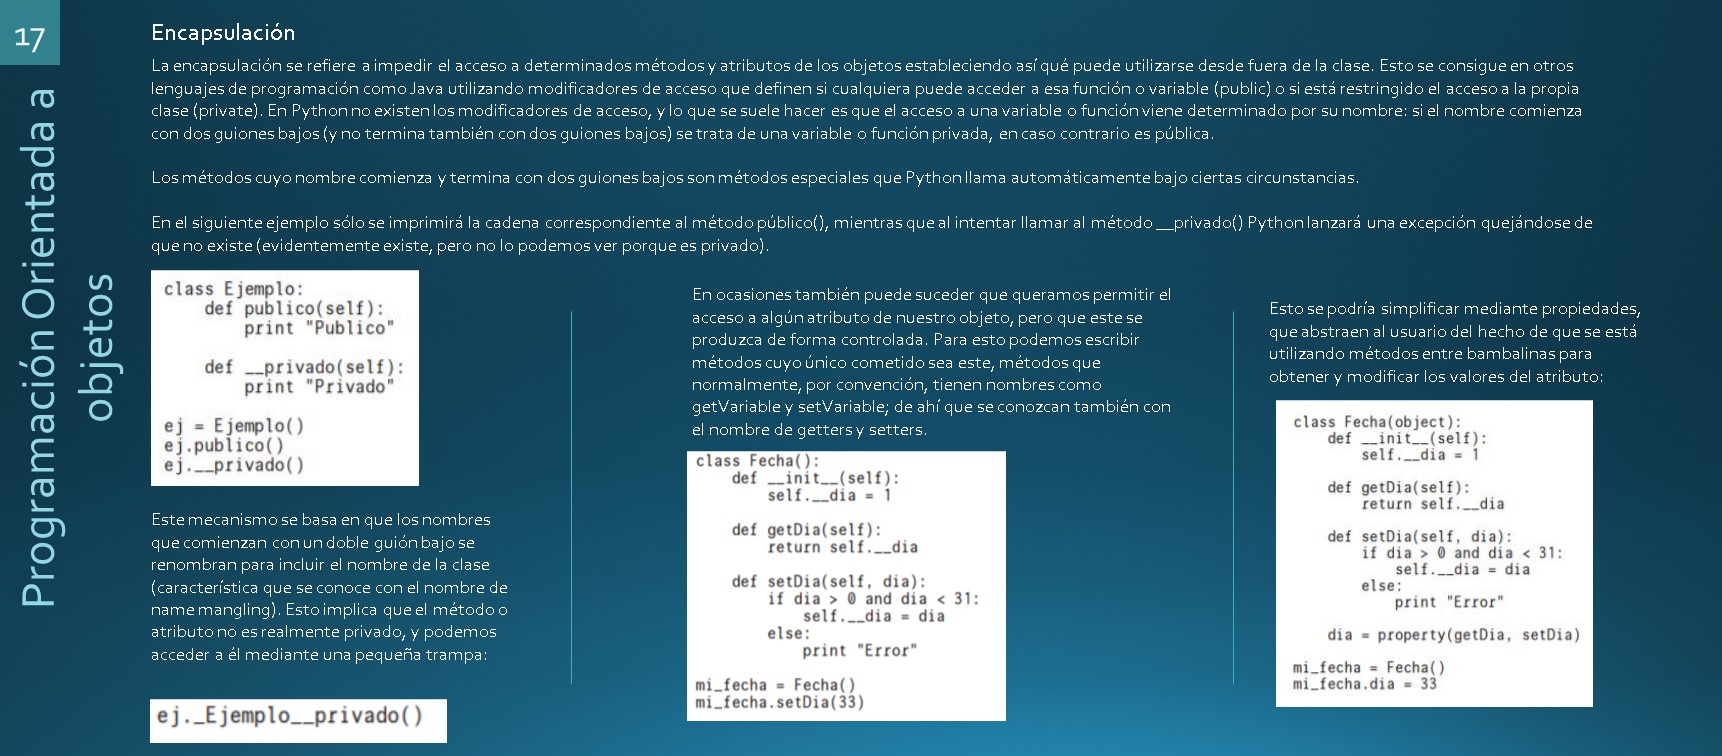 17
Programación Orientada a
objetos
Encapsulación
La encapsulación se refiere a impedir el acceso a determinados métodos y atributos de los objetos estableciendo así qué puede utilizarse desde fuera de la clase. Esto se consigue en otros
lenguajes de programación como Java utilizando modificadores de acceso que definen si cualquiera puede acceder a esa función o variable (public) o si está restringido el acceso a la propia
clase (private). En Python no existen los modificadores de acceso, y lo que se suele hacer es que el acceso a una variable o función viene determinado por su nombre: si el nombre comienza
con dos guiones bajos (y no termina también con dos guiones bajos) se trata de una variable o función privada, en caso contrario es pública.
Los métodos cuyo nombre comienza y termina con dos guiones bajos son métodos especiales que Python llama automáticamente bajo ciertas circunstancias.
En el siguiente ejemplo sólo se imprimirá la cadena correspondiente al método público(), mientras que al intentar llamar al método __privado() Python lanzará una excepción quejándose de
que no existe (evidentemente existe, pero no lo podemos ver porque es privado).
class Ejemplo:
    def publico(self):
        print "Publico"
    def __privado(self):
        print "Privado"
ej = Ejemplo()
ej.publico()
ej.__privado()
Este mecanismo se basa en que los nombres
que comienzan con un doble guión bajo se
renombran para incluir el nombre de la clase
(característica que se conoce con el nombre de
name mangling). Esto implica que el método o
atributo no es realmente privado, y podemos
acceder a él mediante una pequeña trampa:
ej._Ejemplo__privado()
En ocasiones también puede suceder que queramos permitir el
acceso a algún atributo de nuestro objeto, pero que este se
produzca de forma controlada. Para esto podemos escribir
métodos cuyo único cometido sea este, métodos que
normalmente, por convención, tienen nombres como
getVariable y setVariable; de ahí que se conozcan también con
el nombre de getters y setters.
class Fecha():
    def __init__(self):
        self.__dia = 1
    def getDia(self):
        return self.__dia
    def setDia(self, dia):
        if dia > 0 and dia < 31:
            self.__dia = dia
        else:
            print "Error"
mi_fecha = Fecha()
mi_fecha.setDia(33)
Esto se podría simplificar mediante propiedades,
que abstraen al usuario del hecho de que se está
utilizando métodos entre bambalinas para
obtener y modificar los valores del atributo:
class Fecha(object):
    def __init__(self):
        self.__dia = 1
    def getDia(self):
        return self.__dia
    def setDia(self, dia):
        if dia > 0 and dia < 31:
            self.__dia = dia
        else:
            print "Error"
    dia = property(getDia, setDia)
mi_fecha = Fecha()
mi_fecha.dia = 33